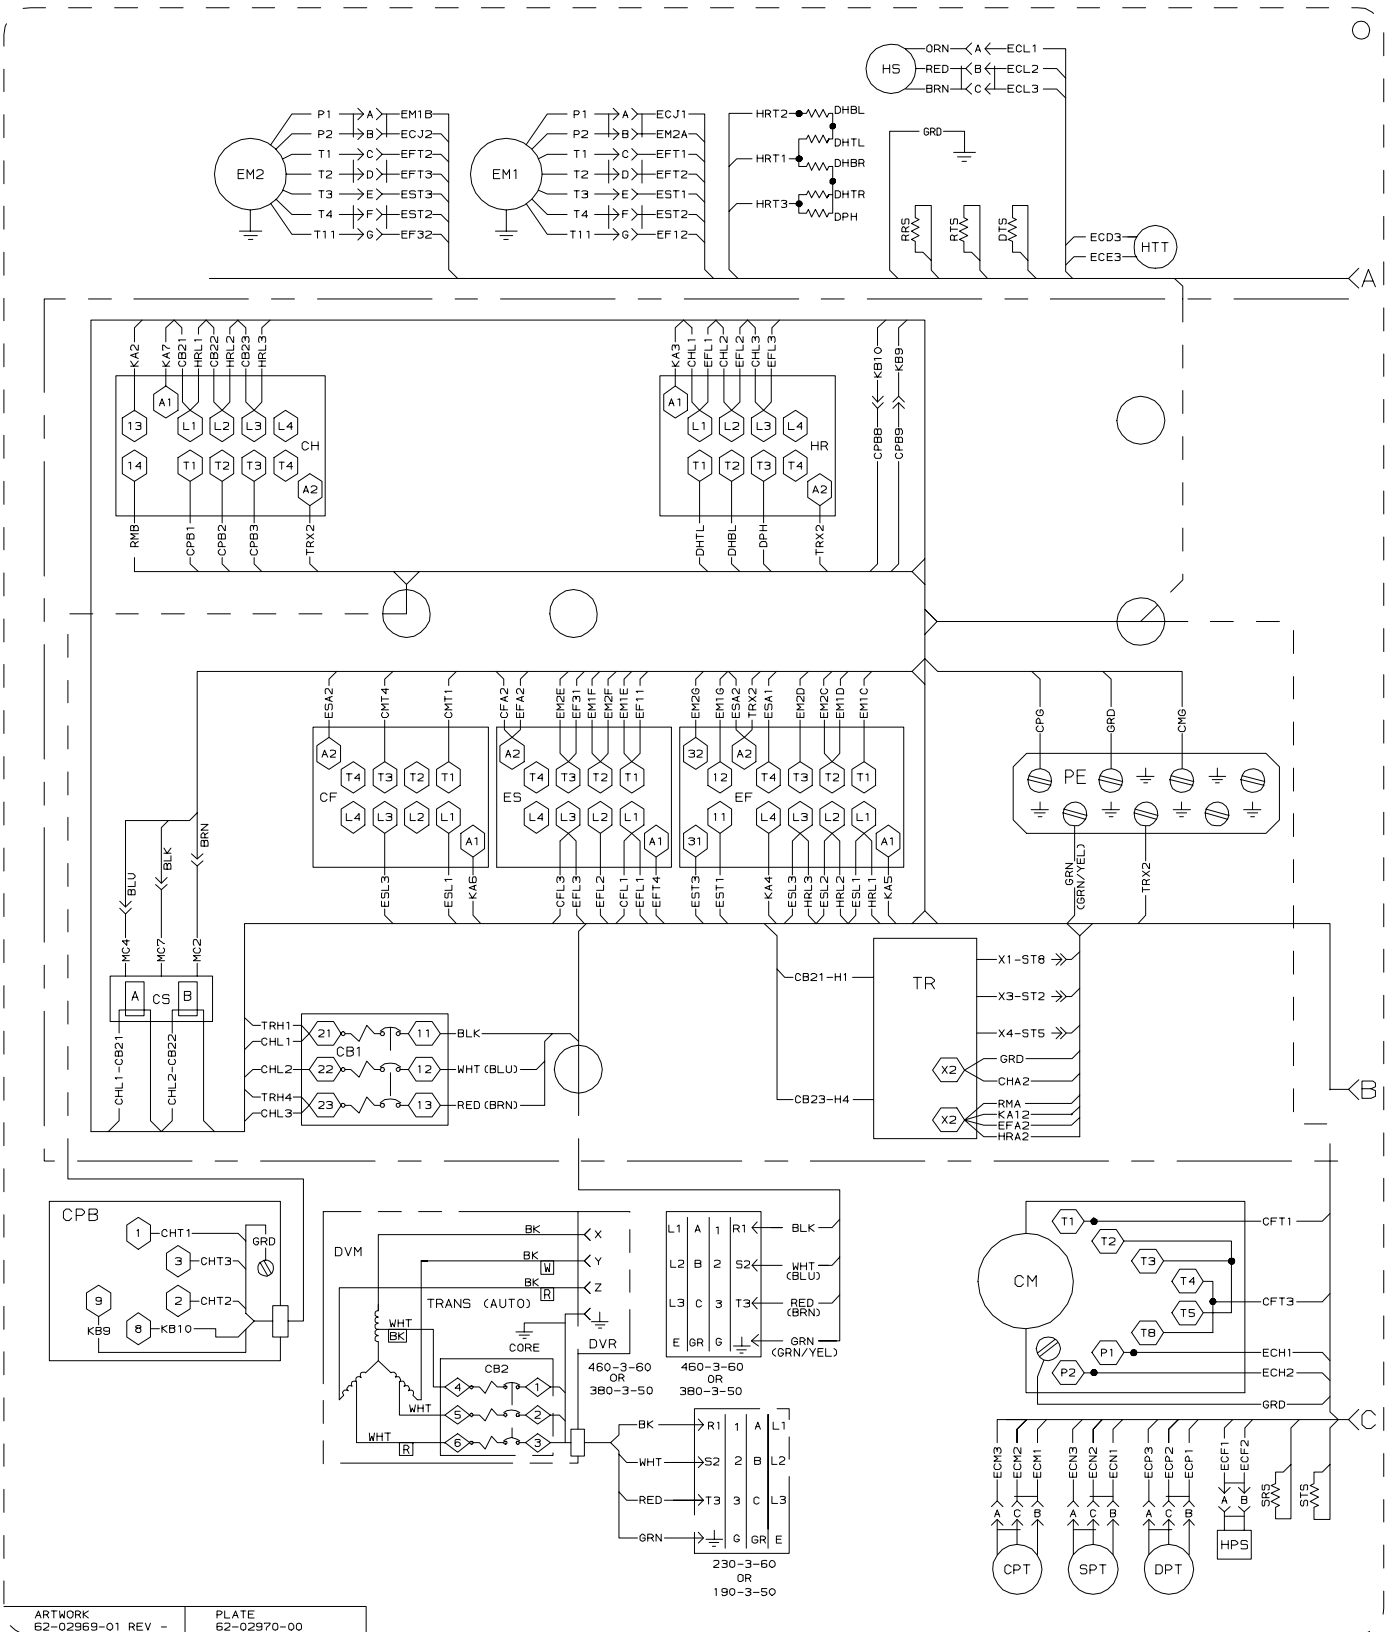 HS
ORN A ECL1
RED B ECL2
BRN C ECL3
EM2
P1 A EM1B
P2 B ECJ2
T1 C EFT2
T2 D EFT3
T3 E EST3
T4 F EST2
T11 G EF32
EM1
P1 A ECJ1
P2 B EM2A
T1 C EFT1
T2 D EFT2
T3 E EST1
T4 F EST2
T11 G EF12
HRT2 DHBL
DHTL
HRT1 DHBR
DHTR
HRT3 DPH
GRD
RRS RTS DTS
ECD3
ECE3
HTT
A
KA2 KA7 CB21 HRL1 CB22 HRL2 CB23 HRL3
A1
13 L1 L2 L3 L4
CH
14 T1 T2 T3 T4
A2
RMB CPB1 CPB2 CPB3 TRX2
KA3 CHL1 EFL1 CHL2 EFL2 CHL3 EFL3
A1
L1 L2 L3 L4
HR
T1 T2 T3 T4
A2
DHTL DHBL DPH TRX2
KB10 KB9
CPB8 CPB9
ESA2 CMT4 CMT1
A2
T4 T3 T2 T1
CF
L4 L3 L2 L1
A1
ESL3 ESL1 KA6
CFA2 EFA2 EM2E EF31 EM1F EM2F EM1E EF11
A2
T4 T3 T2 T1
ES
L4 L3 L2 L1
A1
CFL3 EFL3 EFL2 CFL1 EFL1 EFT4
EM2G EM1G ESA2 TRX2 ESA1 EM2D EM2C EM1D EM1C
32 A2
12 T4 T3 T2 T1
EF
31 11 L4 L3 L2 L1
A1
EST3 EST1 KA4 ESL3 HRL3 ESL2 HRL2 ESL1 HRL1 KA5
CPG GRD CMG
PE
GRN
(GRN/YEL)
TRX2
BLU BLK BRN
MC4 MC7 MC2
A CS B
CHL1-CB21 CHL2-CB22
TRH1 21 11 BLK
CHL1
CB1
CHL2 22 12 WHT (BLU)
TRH4 23 13 RED (BRN)
CHL3
CB21-H1
CB23-H4
TR
X1-ST8
X3-ST2
X4-ST5
X2 GRD
CHA2
X2 RMA
KA12
EFA2
HRA2
B
CPB
1 CHT1
GRD
3 CHT3
9 2 CHT2
KB9 8 KB10
DVM
BK X
BK W Y
BK R Z
TRANS (AUTO)
WHT
BK
CORE
DVR
CB2
4 1
WHT 5 2
WHT
R 6 3
460-3-60
OR
380-3-50
L1 A 1 R1 BLK
L2 B 2 S2 WHT
(BLU)
L3 C 3 T3 RED
(BRN)
E GR G GRN
(GRN/YEL)
460-3-60
OR
380-3-50
BK R1 1 A L1
WHT S2 2 B L2
RED T3 3 C L3
GRN G GR E
230-3-60
OR
190-3-50
CM
T1 CFT1
T2
T3
T4
CFT3
T5
T8
P1 ECH1
P2 ECH2
GRD
C
ECM3 ECM2 ECM1 ECN3 ECN2 ECN1 ECP3 ECP2 ECP1 ECF1 ECF2
A C B A C B A C B A B
SRS STS
CPT SPT DPT HPS
ARTWORK
62-02969-01 REV -
PLATE
62-02970-00